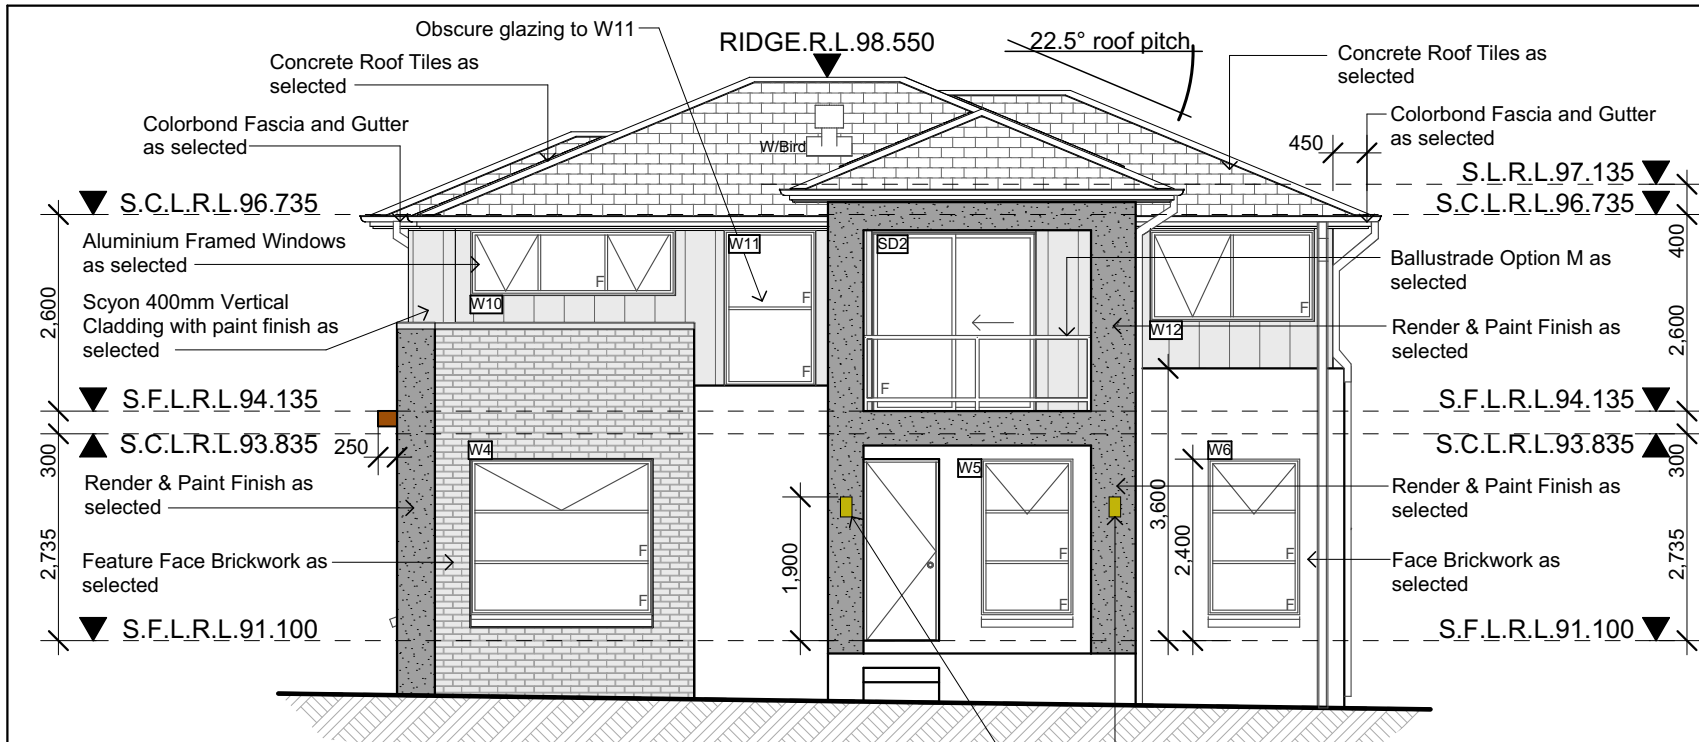 Obscure glazing to W11
RIDGE.R.L.98.550
22.5° roof pitch
Concrete Roof Tiles as
selected
Concrete Roof Tiles as
selected
Colorbond Fascia and Gutter
as selected
Colorbond Fascia and Gutter
as selected
450
W/Bird
S.L.R.L.97.135
S.C.L.R.L.96.735
S.C.L.R.L.96.735
Aluminium Framed Windows
as selected
W11
SD2
400
Ballustrade Option M as
selected
F
F
F
W10
Scyon 400mm Vertical
Cladding with paint finish as
selected
2,600
F
W12
Render & Paint Finish as
selected
2,600
F
F
S.F.L.R.L.94.135
S.F.L.R.L.94.135
S.C.L.R.L.93.835
250
300
W4
W5
W6
S.C.L.R.L.93.835
300
Render & Paint Finish as
selected
Render & Paint Finish as
selected
1,900
3,600
2,400
2,735
Feature Face Brickwork as
selected
F
F
F
F
F
F
Face Brickwork as
selected
2,735
S.F.L.R.L.91.100
S.F.L.R.L.91.100